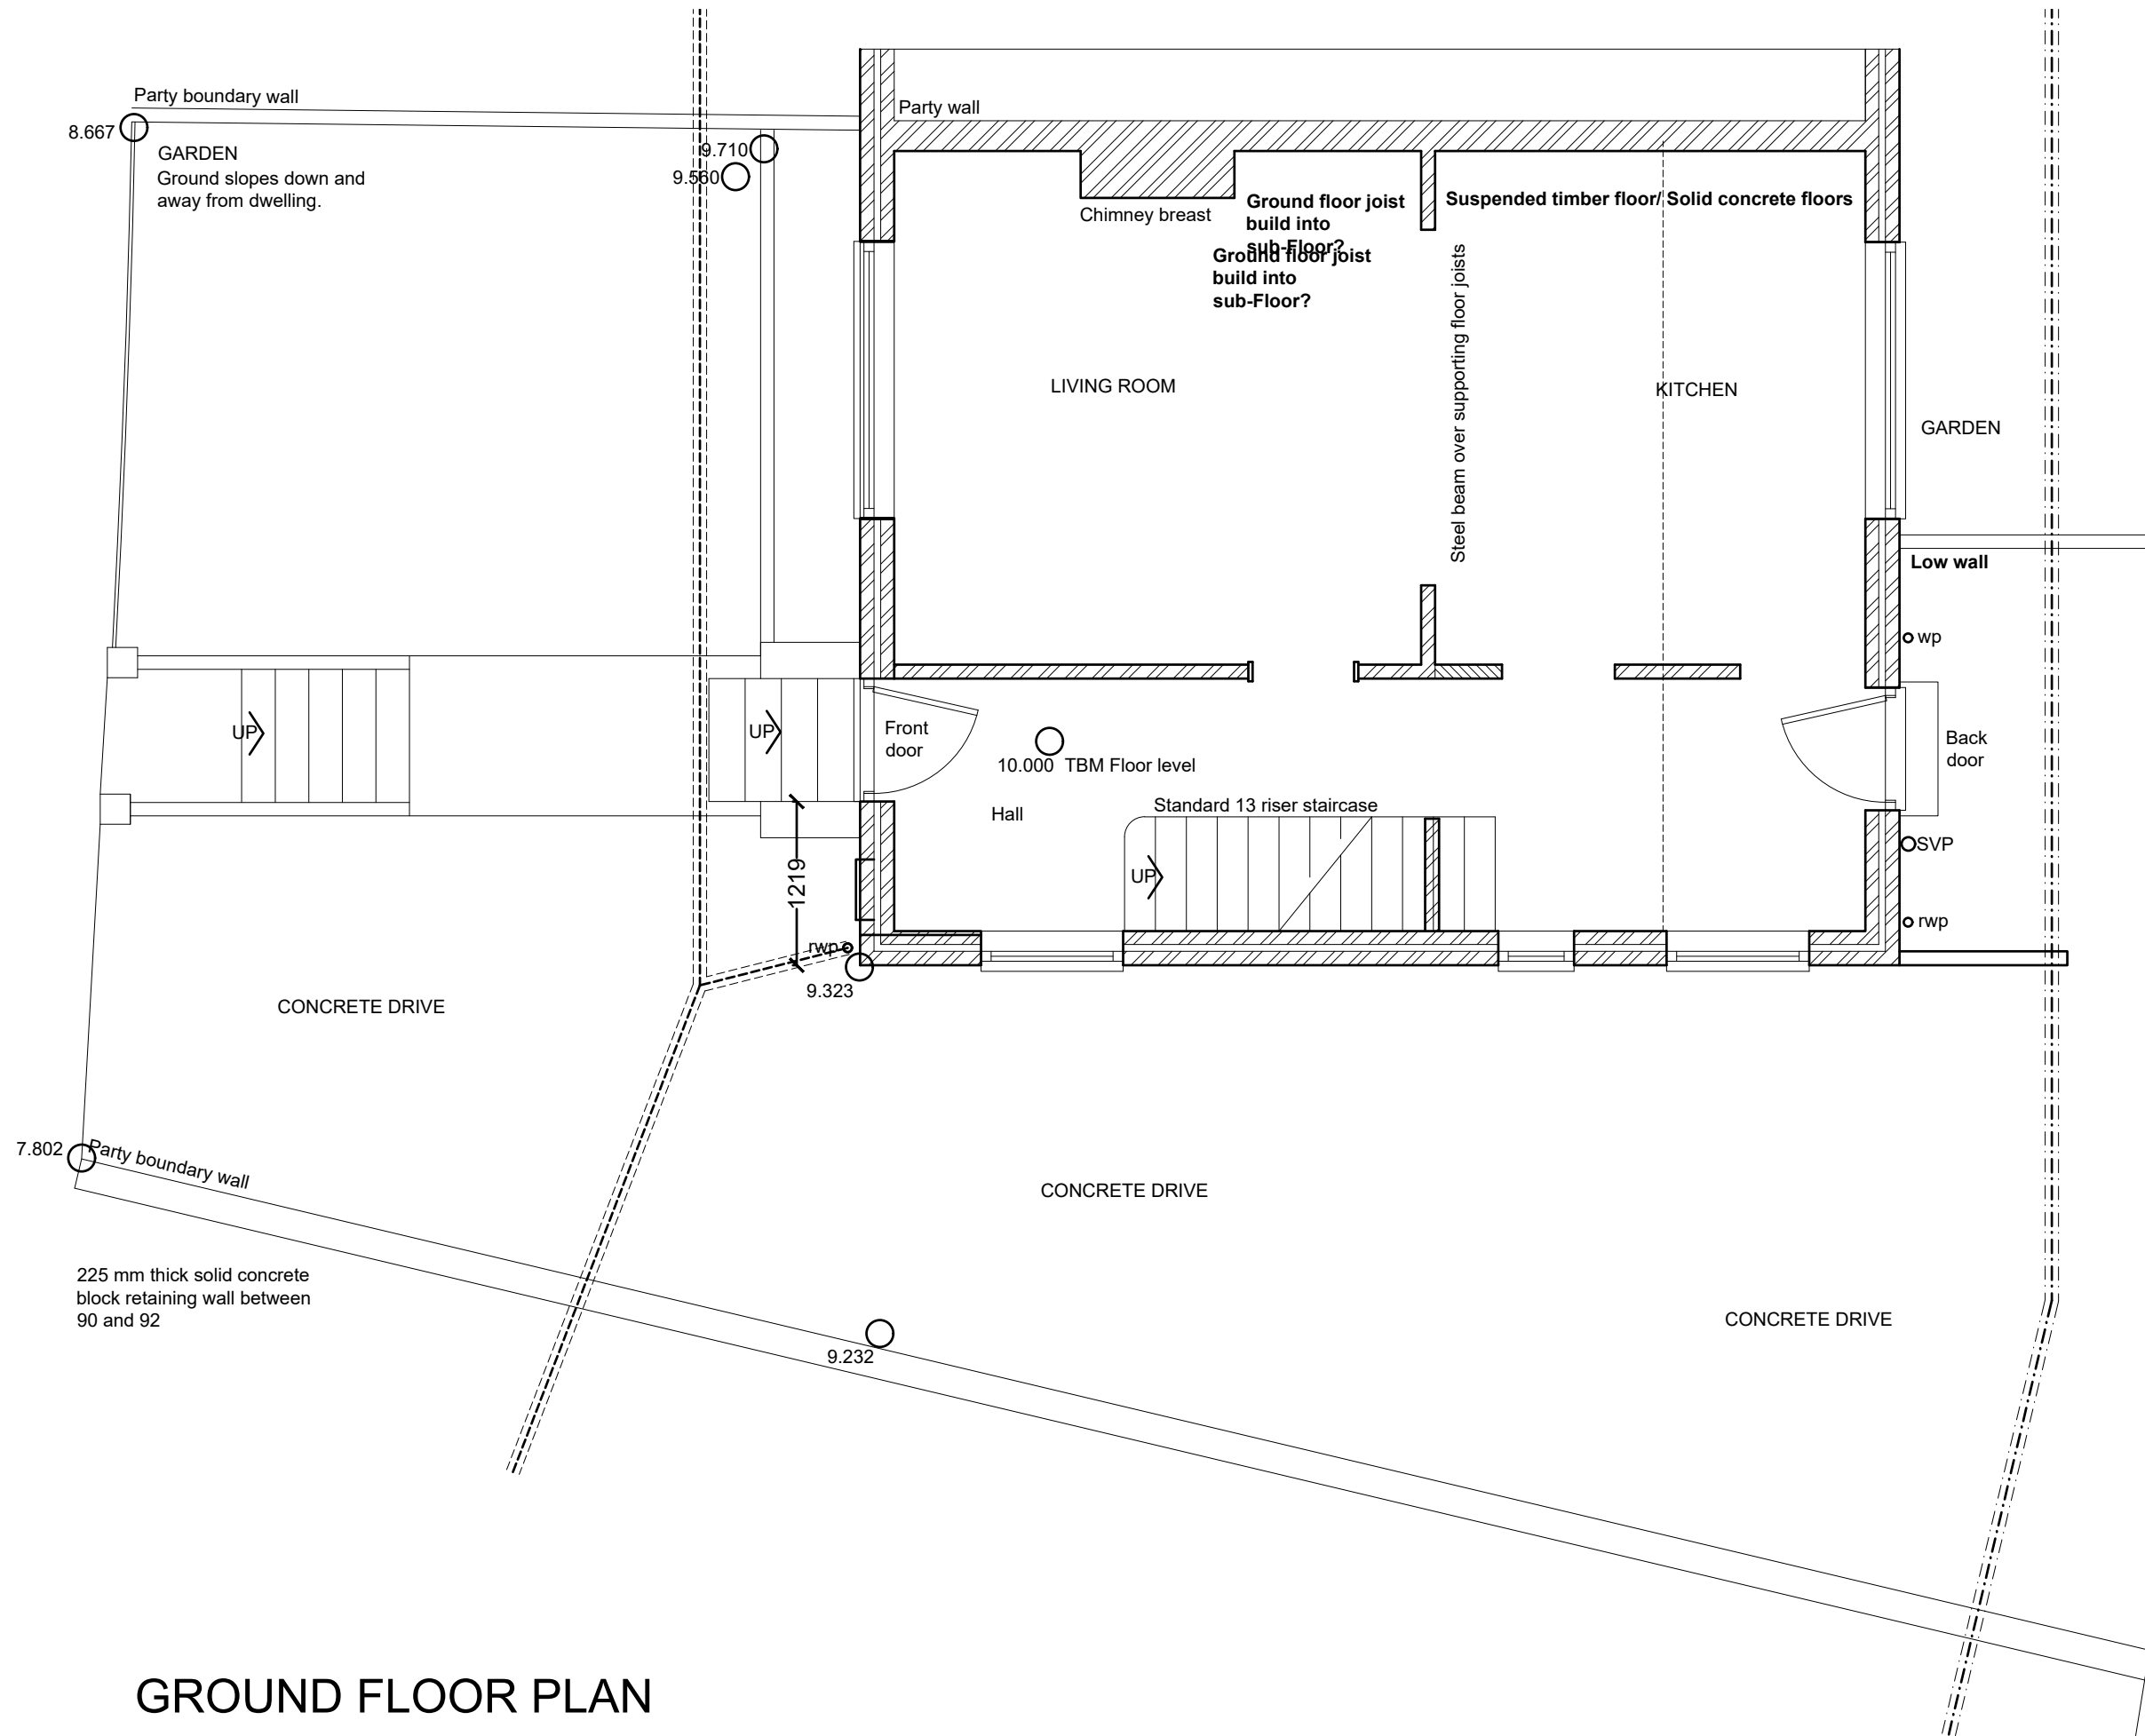 Party boundary wall
Party wall
8.667
GARDEN
Ground slopes down and
away from dwelling.
9.710
9.560
Chimney breast
Ground floor joist
build into
sub-Floor?
Ground floor joist
build into
sub-Floor?
Suspended timber floor/ Solid concrete floors
Steel beam over supporting floor joists
LIVING ROOM
KITCHEN
GARDEN
Low wall
wp
UP
UP
Front
door
10.000 TBM Floor level
Back
door
Hall
Standard 13 riser staircase
UP
SVP
1219
rwp
rwp
9.323
CONCRETE DRIVE
7.802
Party boundary wall
CONCRETE DRIVE
225 mm thick solid concrete
block retaining wall between
90 and 92
9.232
CONCRETE DRIVE
GROUND FLOOR PLAN